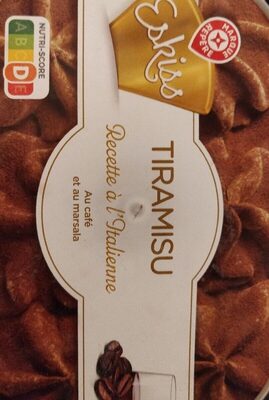 NUTRI-SCORE
A B C D E
Eskiss
MARQUE
REPÈRE
TIRAMISU
Recette à l'Italienne
Au café
et au marsala